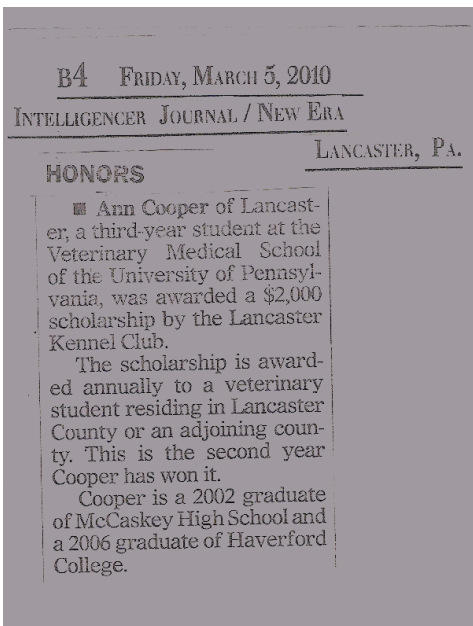 B4 FRIDAY, MARCH 5, 2010
INTELLIGENCER JOURNAL / NEW ERA
LANCASTER, PA.
HONORS
■ Ann Cooper of Lancast-
er, a third-year student at the
Veterinary Medical School
of the University of Pennsyl-
vania, was awarded a $2,000
scholarship by the Lancaster
Kennel Club.
The scholarship is award-
ed annually to a veterinary
student residing in Lancaster
County or an adjoining coun-
ty. This is the second year
Cooper has won it.
Cooper is a 2002 graduate
of McCaskey High School and
a 2006 graduate of Haverford
College.